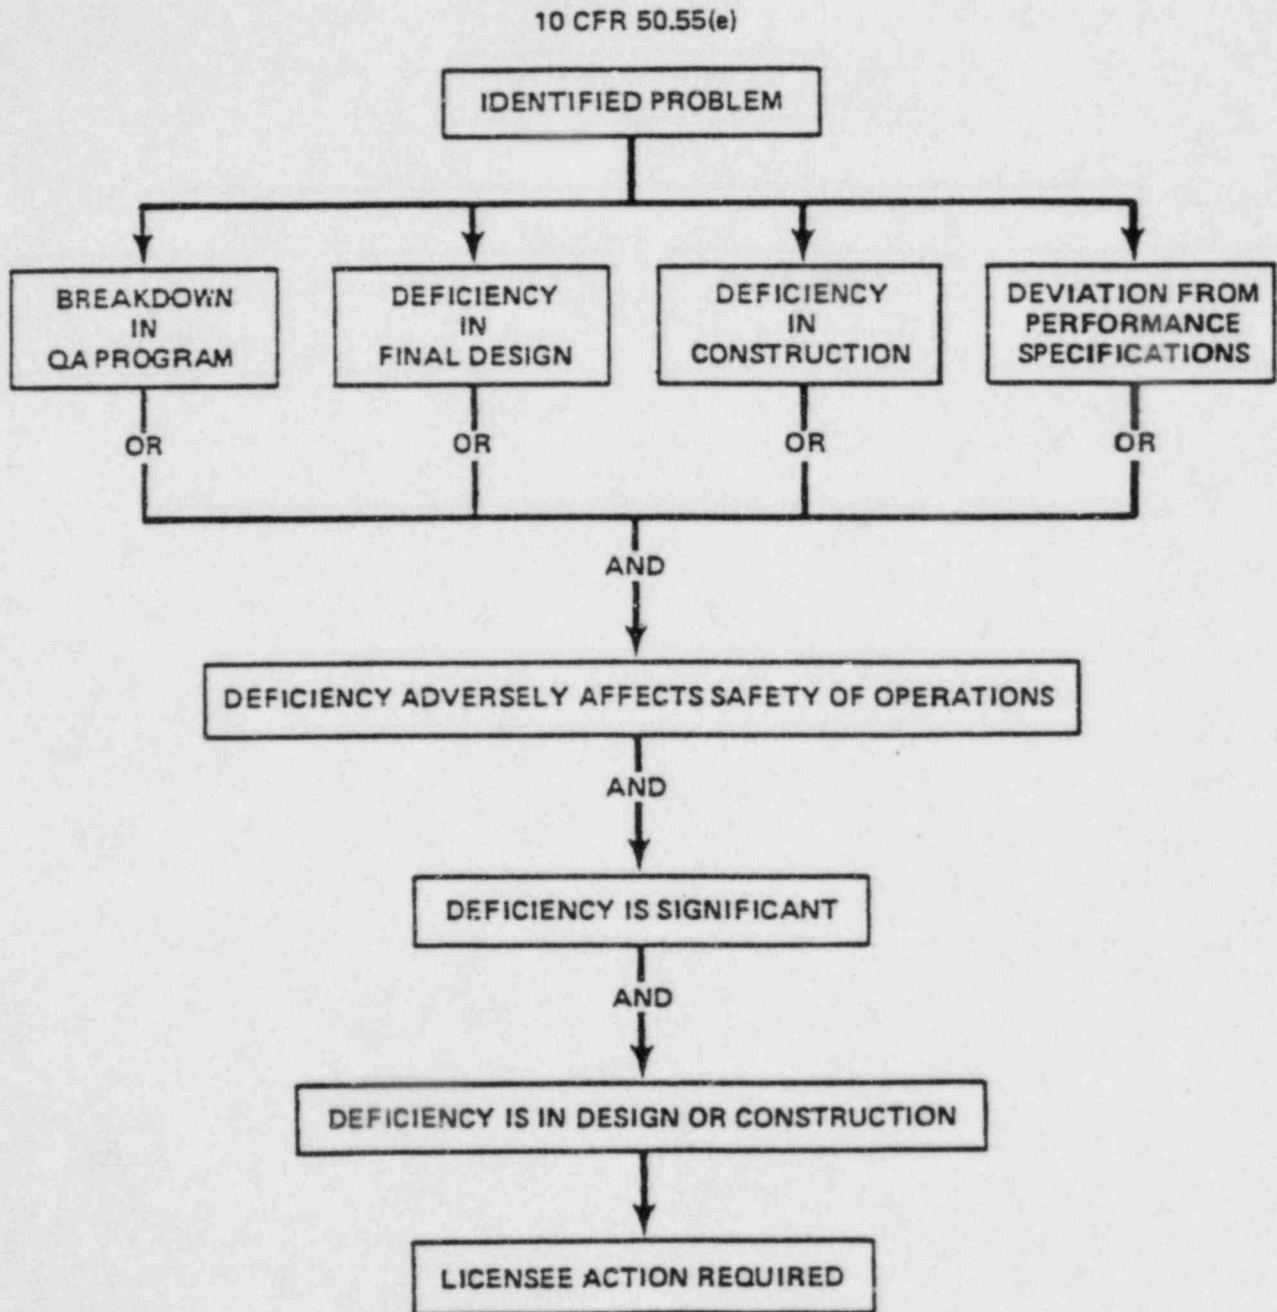 10 CFR 50.55(e)
IDENTIFIED PROBLEM
BREAKDOWN
IN
QA PROGRAM
DEFICIENCY
IN
FINAL DESIGN
DEFICIENCY
IN
CONSTRUCTION
DEVIATION FROM
PERFORMANCE
SPECIFICATIONS
OR
OR
OR
OR
AND
DEFICIENCY ADVERSELY AFFECTS SAFETY OF OPERATIONS
AND
DEFICIENCY IS SIGNIFICANT
AND
DEFICIENCY IS IN DESIGN OR CONSTRUCTION
LICENSEE ACTION REQUIRED